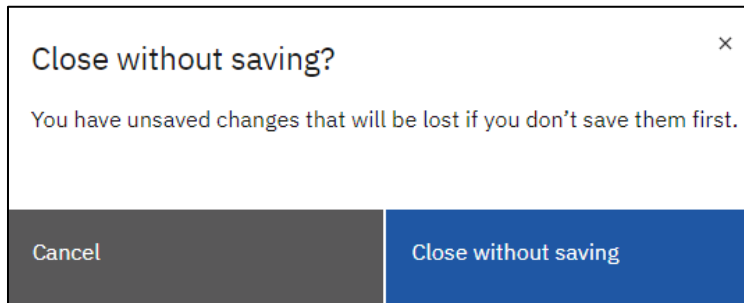 Close without saving?
You have unsaved changes that will be lost if you don’t save them first.
Cancel
Close without saving